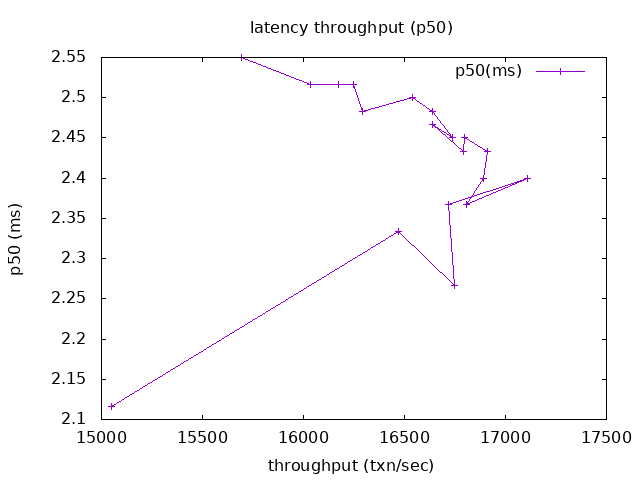 latency throughput (p50)
p50(ms)
2.55
2.5
2.45
2.4
2.35
2.3
2.25
2.2
2.15
2.1
p50 (ms)
15000 15500 16000 16500 17000 17500
throughput (txn/sec)